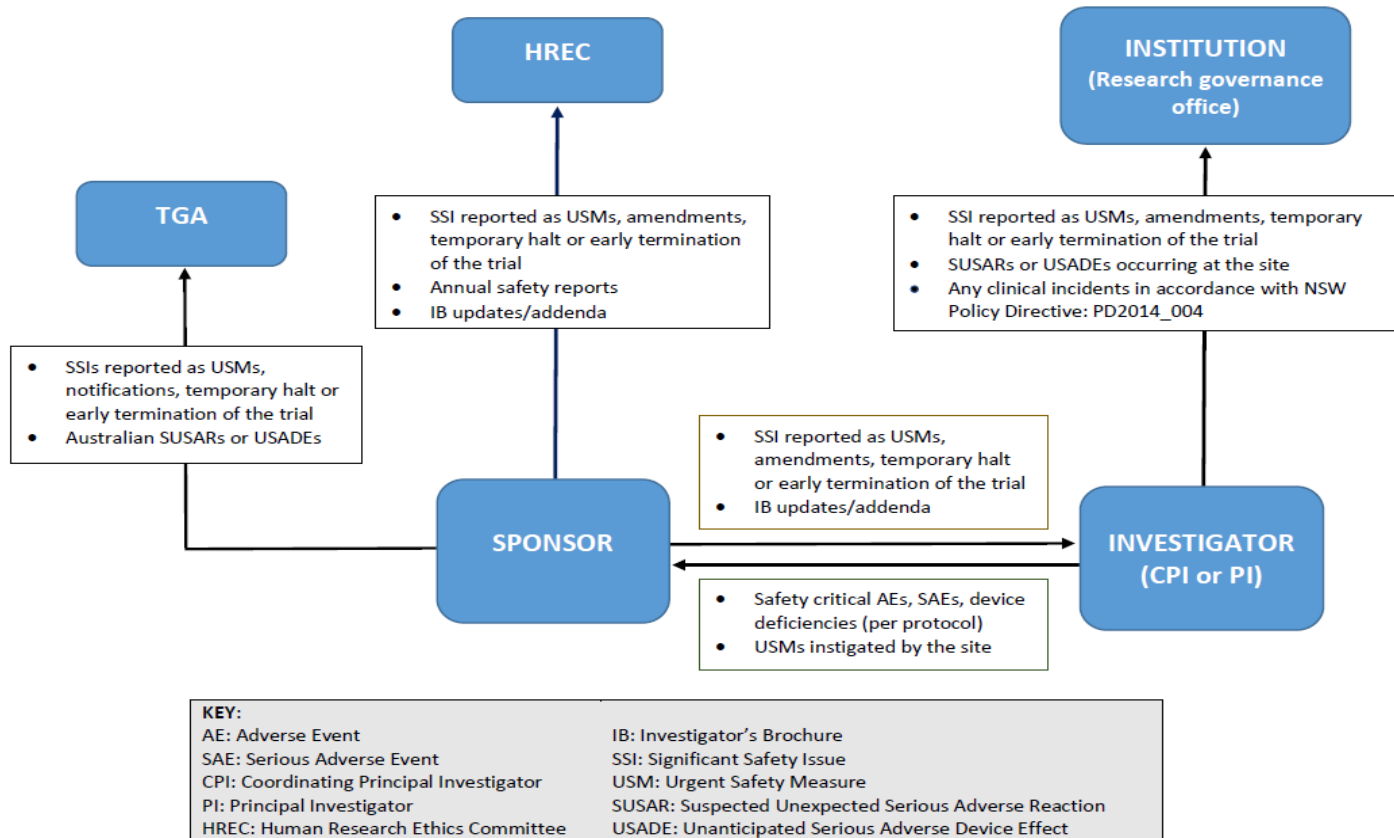 HREC
INSTITUTION
(Research governance
office)
TGA
• SSI reported as USMs, amendments,
temporary halt or early termination
of the trial
• Annual safety reports
• IB updates/addenda
• SSI reported as USMs, amendments, temporary
halt or early termination of the trial
• SUSARs or USADEs occurring at the site
• Any clinical incidents in accordance with NSW
Policy Directive: PD2014_004
• SSIs reported as USMs,
notifications, temporary halt or
early termination of the trial
• Australian SUSARs or USADEs
• SSI reported as USMs,
amendments, temporary halt
or early termination of the trial
• IB updates/addenda
SPONSOR
INVESTIGATOR
(CPI or PI)
• Safety critical AEs, SAEs, device
deficiencies (per protocol)
• USMs instigated by the site
KEY:
AE: Adverse Event
SAE: Serious Adverse Event
CPI: Coordinating Principal Investigator
PI: Principal Investigator
HREC: Human Research Ethics Committee
IB: Investigator’s Brochure
SSI: Significant Safety Issue
USM: Urgent Safety Measure
SUSAR: Suspected Unexpected Serious Adverse Reaction
USADE: Unanticipated Serious Adverse Device Effect